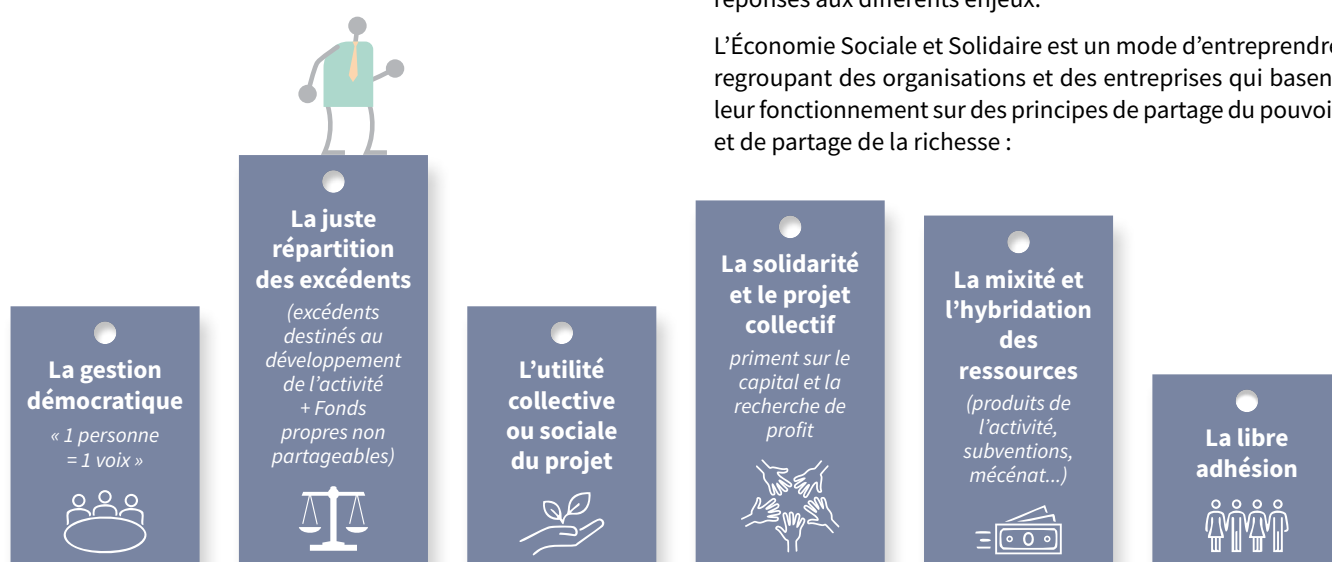 réponses aux différents enjeux.
L’Économie Sociale et Solidaire est un mode d’entreprendre
regroupant des organisations et des entreprises qui basen
leur fonctionnement sur des principes de partage du pouvoi
et de partage de la richesse :
La gestion
démocratique
« 1 personne
= 1 voix »
La juste
répartition
des excédents
(excédents
destinés au
développement
de l’activité
+ Fonds
propres non
partageables)
L’utilité
collective
ou sociale
du projet
La solidarité
et le projet
collectif
priment sur le
capital et la
recherche de
profit
La mixité et
l’hybridation
des
ressources
(produits de
l’activité,
subventions,
mécénat...)
La libre
adhésion